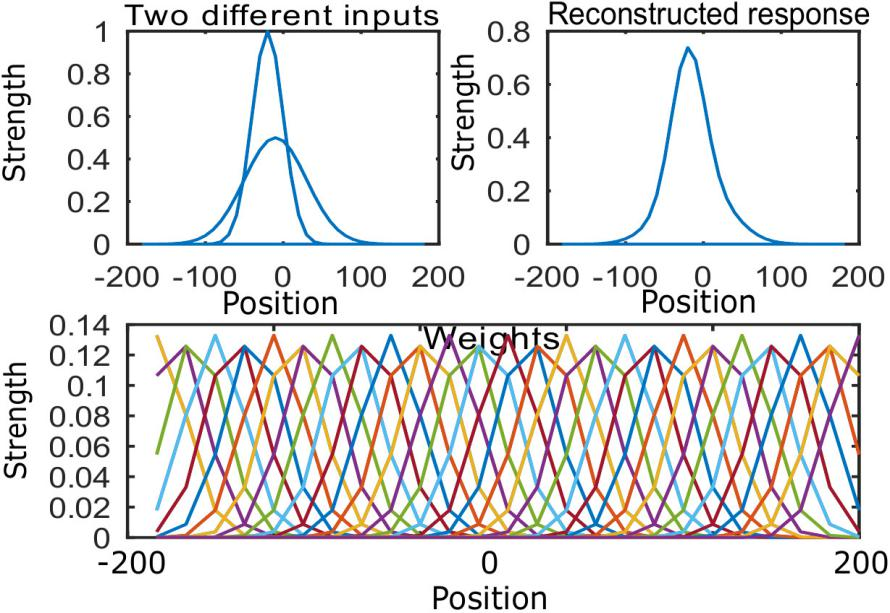 Two different inputs
Strength
1
0.8
0.6
0.4
0.2
0
-200 -100 0 100 200
Position
Reconstructed response
Strength
0.8
0.6
0.4
0.2
0
-200 -100 0 100 200
Position
Weights
Strength
0.14
0.12
0.1
0.08
0.06
0.04
0.02
0
-200 0 200
Position